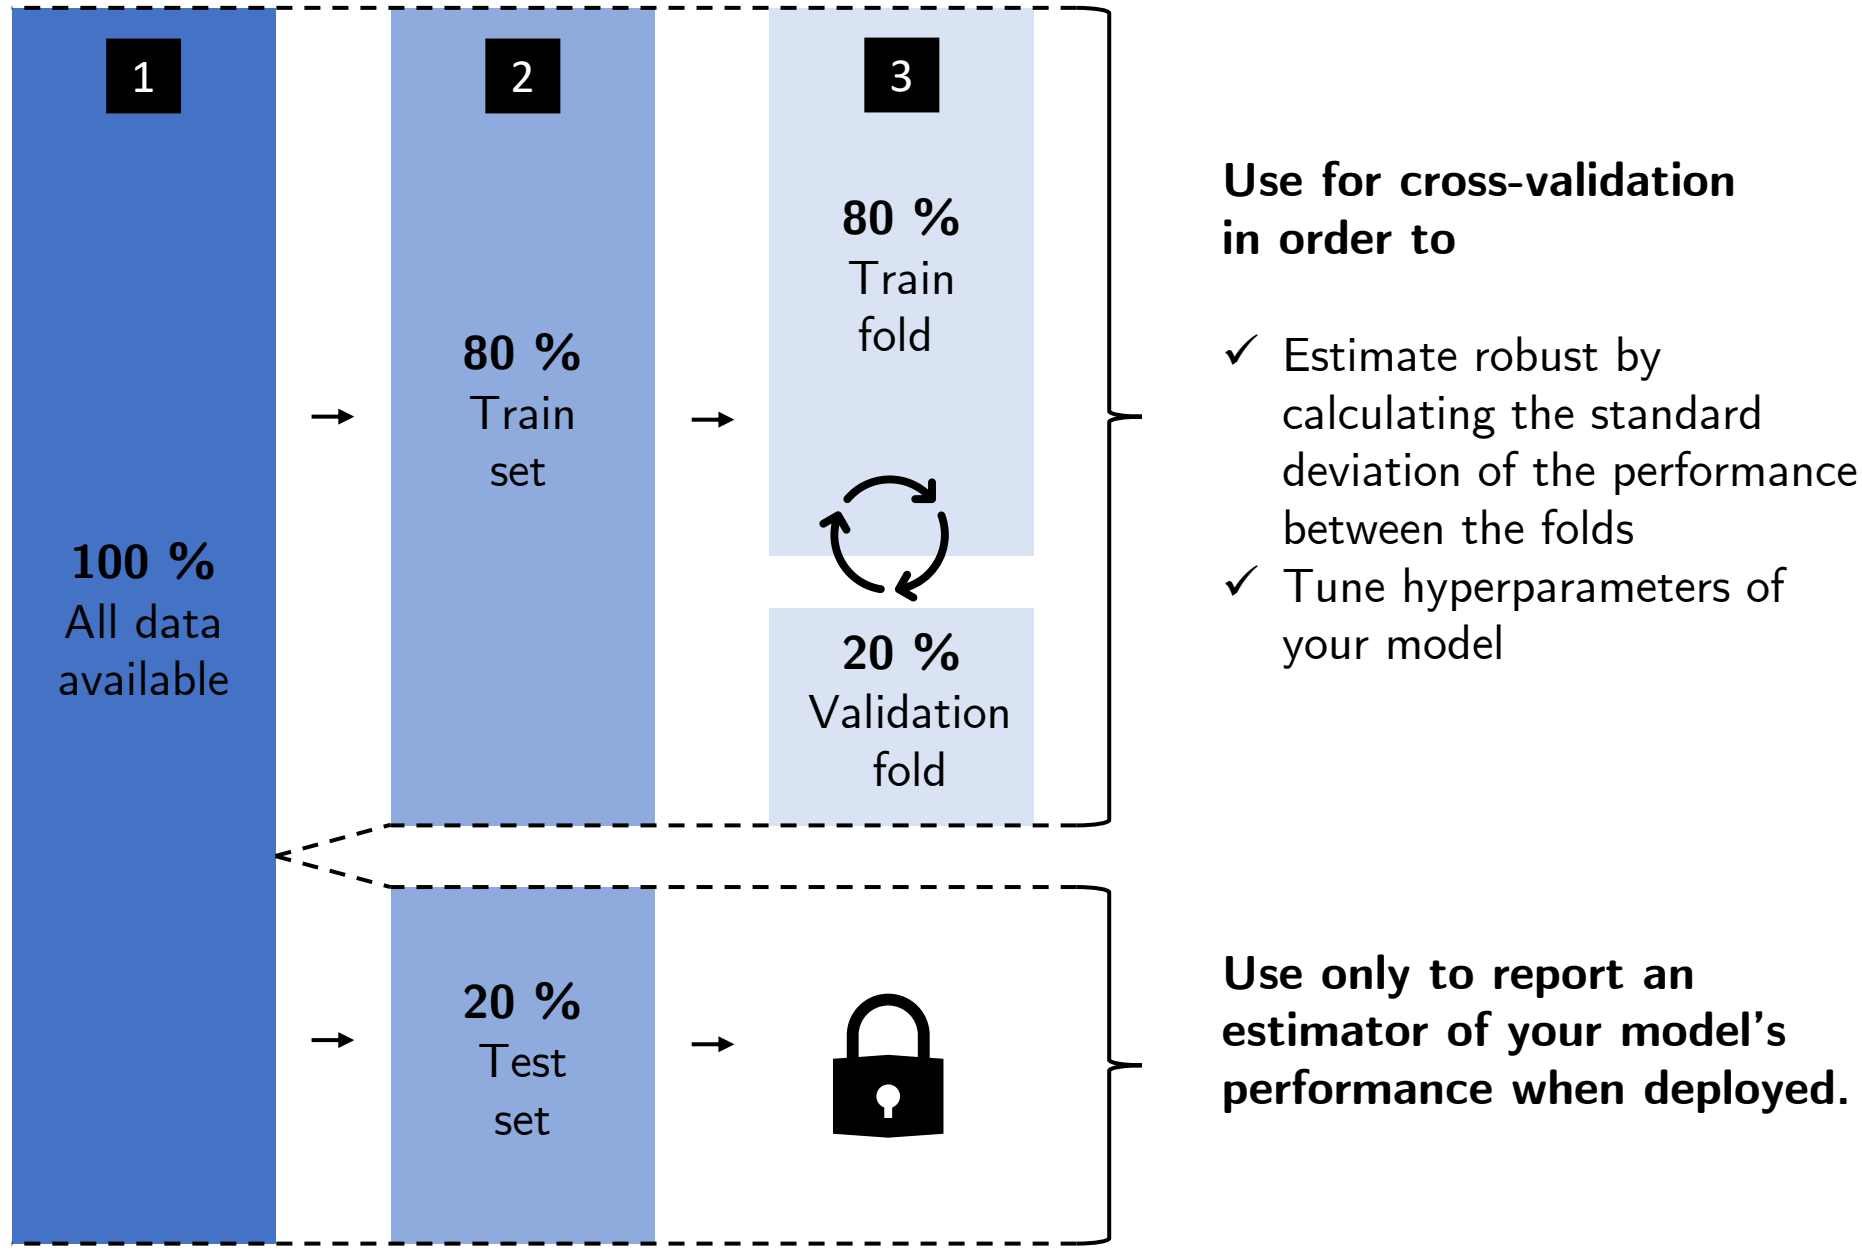 1
100 %
All data
available
2
80 %
Train
set
20 %
Test
set
3
80 %
Train
fold
20 %
Validation
fold
Use for cross-validation
in order to
✓ Estimate robust by
calculating the standard
deviation of the performance
between the folds
✓ Tune hyperparameters of
your model
Use only to report an
estimator of your model's
performance when deployed.